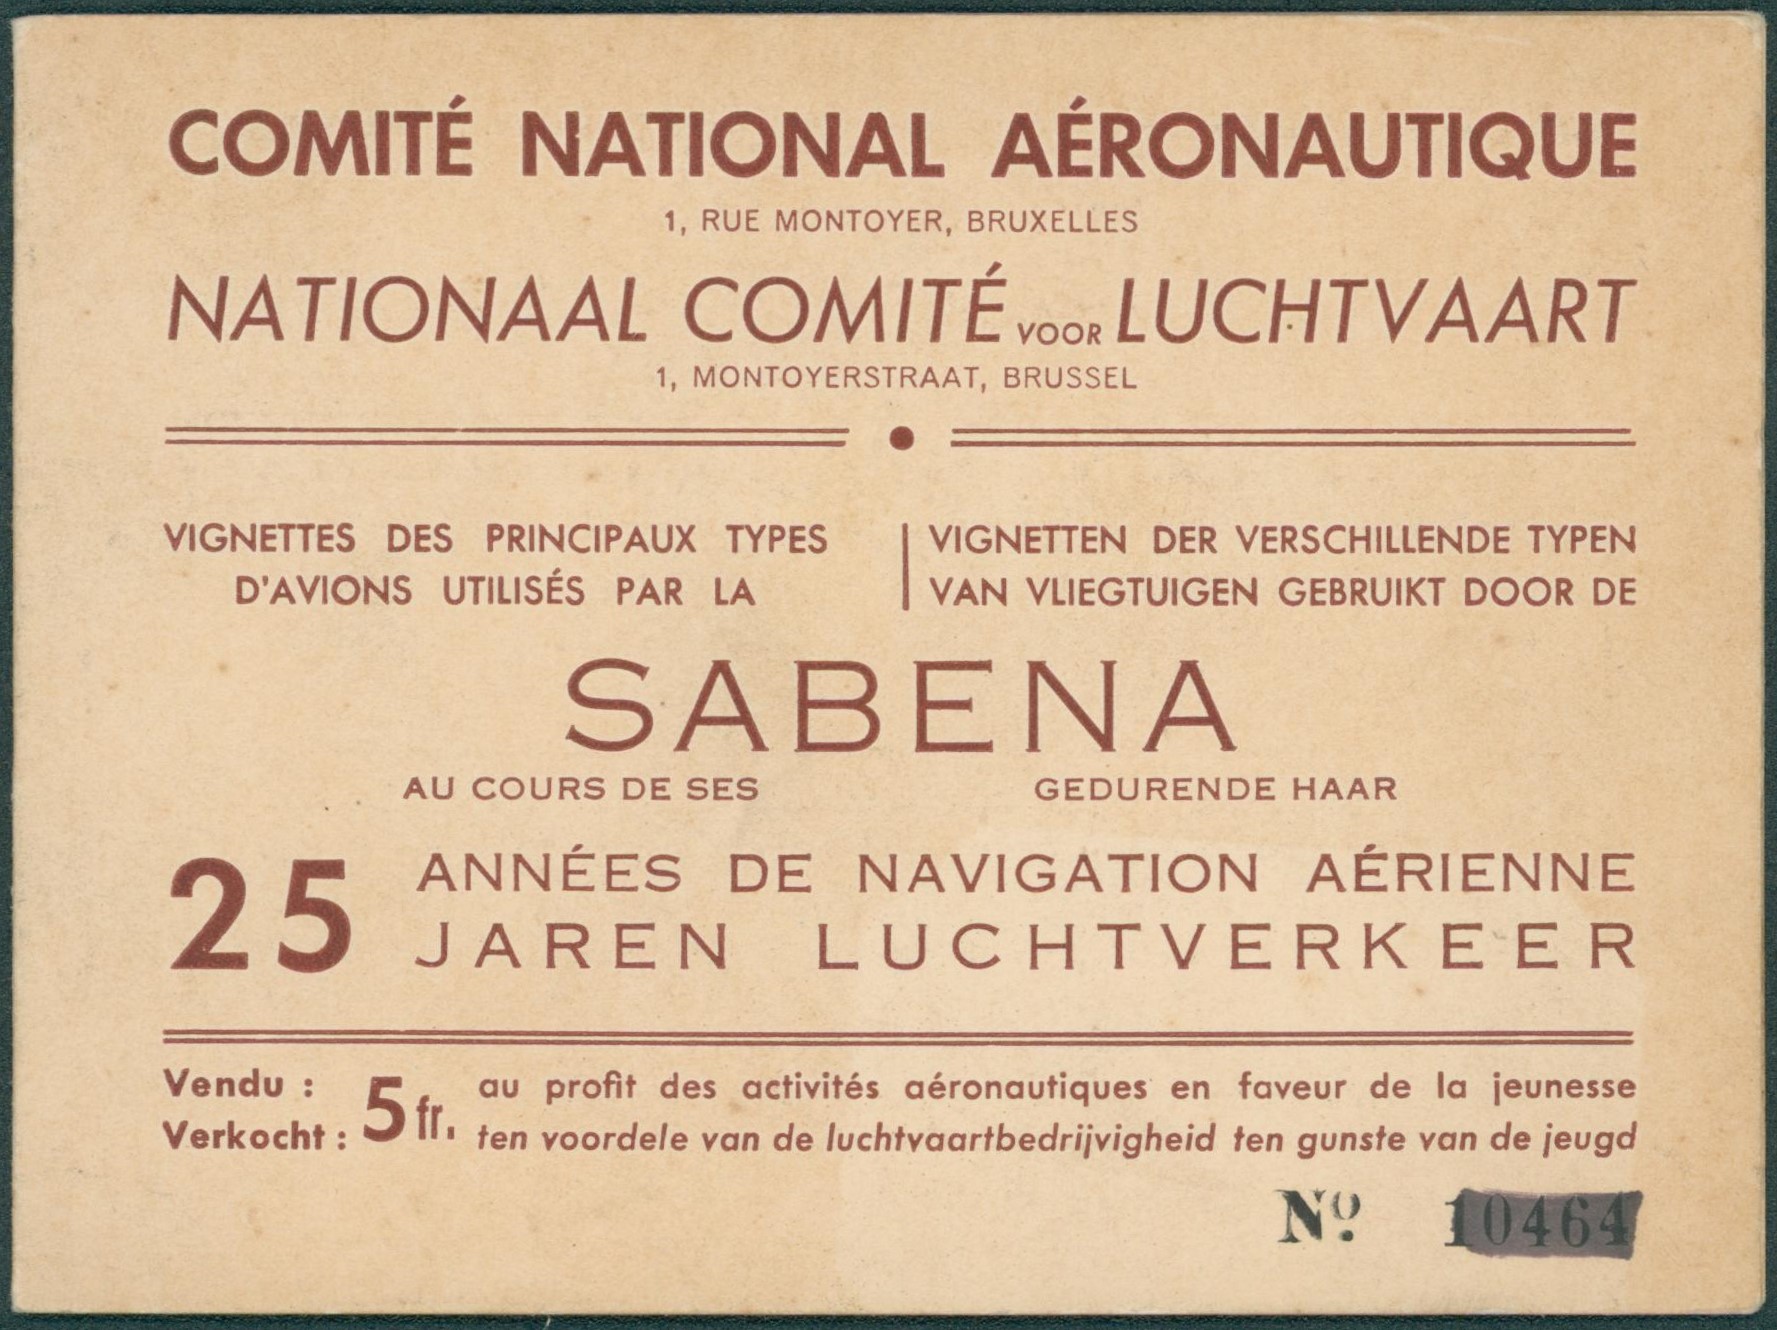 COMITÉ NATIONAL AÉRONAUTIQUE
1, RUE MONTOYER, BRUXELLES
NATIONAAL COMITÉ VOOR LUCHTVAART
1, MONTOYERSTRAAT, BRUSSEL
VIGNETTES DES PRINCIPAUX TYPES
D'AVIONS UTILISÉS PAR LA
VIGNETTEN DER VERSCHILLENDE TYPEN
VAN VLIEGTUIGEN GEBRUIKT DOOR DE
SABENA
AU COURS DE SES
GEDURENDE HAAR
25 ANNÉES DE NAVIGATION AÉRIENNE
JAREN LUCHTVERKEER
Vendu : 5 fr. au profit des activités aéronautiques en faveur de la jeunesse
Verkocht : ten voordele van de luchtvaartbedrijvigheid ten gunste van de jeugd
Nº. 10464